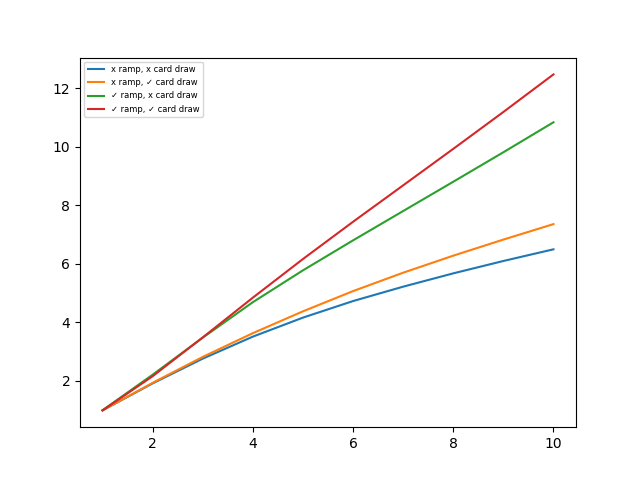 x ramp, x card draw
x ramp, ✓ card draw
✓ ramp, x card draw
✓ ramp, ✓ card draw
12
10
8
6
4
2
2 4 6 8 10